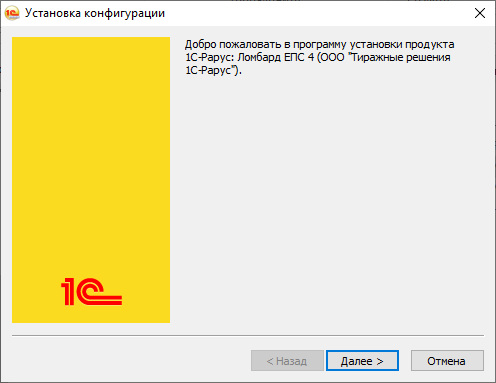 Установка конфигурации
Добро пожаловать в программу установки продукта
1С-Рарус: Ломбард ЕПС 4 (ООО "Тиражные решения
1С-Рарус").
1С
< Назад
Далее >
Отмена